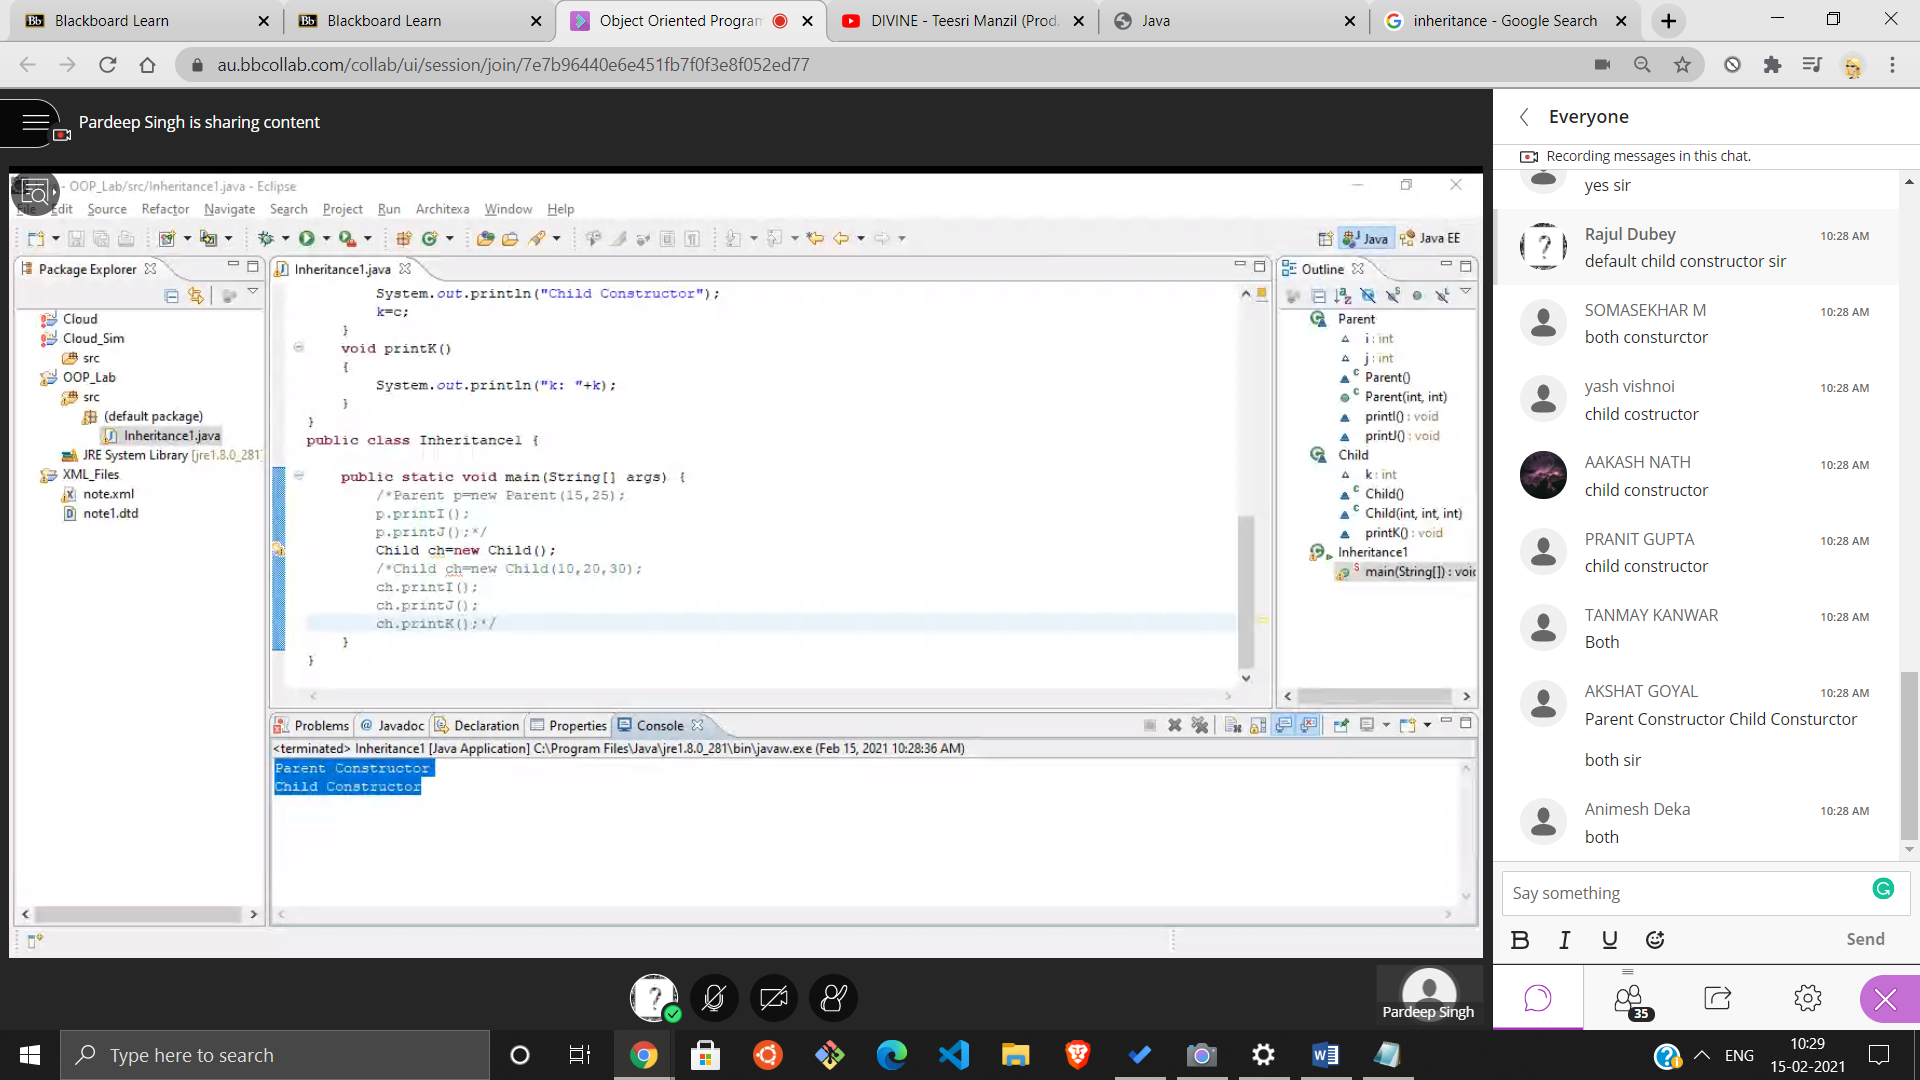 Blackboard Learn
Blackboard Learn
Object Oriented Program
DIVINE - Teesri Manzil (Prod.
Java
inheritance - Google Search
au.bbcollab.com/collab/ui/session/join/7e7b96440e6e451fb7f0f3e8f052ed77
Pardeep Singh is sharing content
- OOP_Lab/src/Inheritance1.java - Eclipse
File Edit Source Refactor Navigate Search Project Run Architexa Window Help
Java Java EE
Package Explorer
Cloud
Cloud_Sim
src
OOP_Lab
src
(default package)
Inheritance1.java
JRE System Library [jre1.8.0_281]
XML_Files
note.xml
note1.dtd
Inheritance1.java
System.out.println("Child Constructor");
k=c;
}
void printK()
{
System.out.println("k: "+k);
}
}
public class Inheritance1 {
public static void main(String[] args) {
/*Parent p=new Parent(15,25);
p.printI();
p.printJ();*/
Child ch=new Child();
/*Child ch=new Child(10,20,30);
ch.printI();
ch.printJ();
ch.printK();*/
}
}
Outline
Parent
i : int
j : int
Parent()
Parent(int, int)
printI() : void
printJ() : void
Child
k : int
Child()
Child(int, int, int)
printK() : void
Inheritance1
main(String[]) : voic
Problems @ Javadoc Declaration Properties Console
<terminated> Inheritance1 [Java Application] C:\Program Files\Java\jre1.8.0_281\bin\javaw.exe (Feb 15, 2021 10:28:36 AM)
Parent Constructor
Child Constructor
Pardeep Singh
Everyone
Recording messages in this chat.
yes sir
Rajul Dubey 10:28 AM
default child constructor sir
SOMASEKHAR M 10:28 AM
both consturctor
yash vishnoi 10:28 AM
child costructor
AAKASH NATH 10:28 AM
child constructor
PRANIT GUPTA 10:28 AM
child constructor
TANMAY KANWAR 10:28 AM
Both
AKSHAT GOYAL 10:28 AM
Parent Constructor Child Consturctor
both sir
Animesh Deka 10:28 AM
both
Say something
B I U Send
35
Type here to search
ENG
10:29
15-02-2021